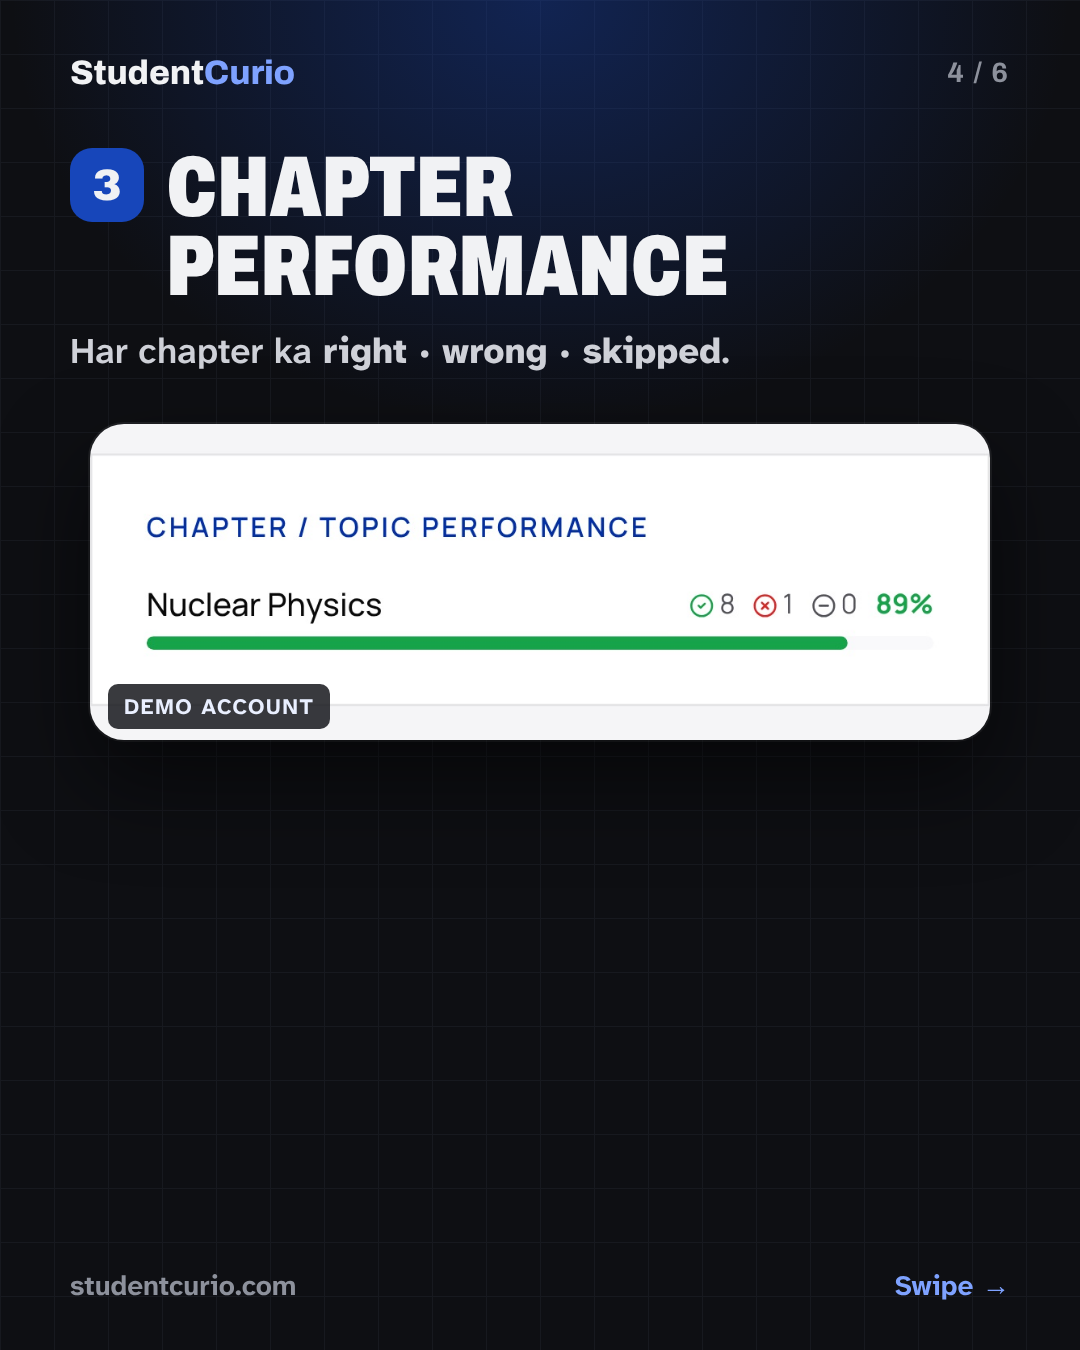 StudentCurio
4 / 6
3
CHAPTER
PERFORMANCE
Har chapter ka right · wrong · skipped.
CHAPTER / TOPIC PERFORMANCE
Nuclear Physics 8 1 0 89%
DEMO ACCOUNT
studentcurio.com
Swipe →